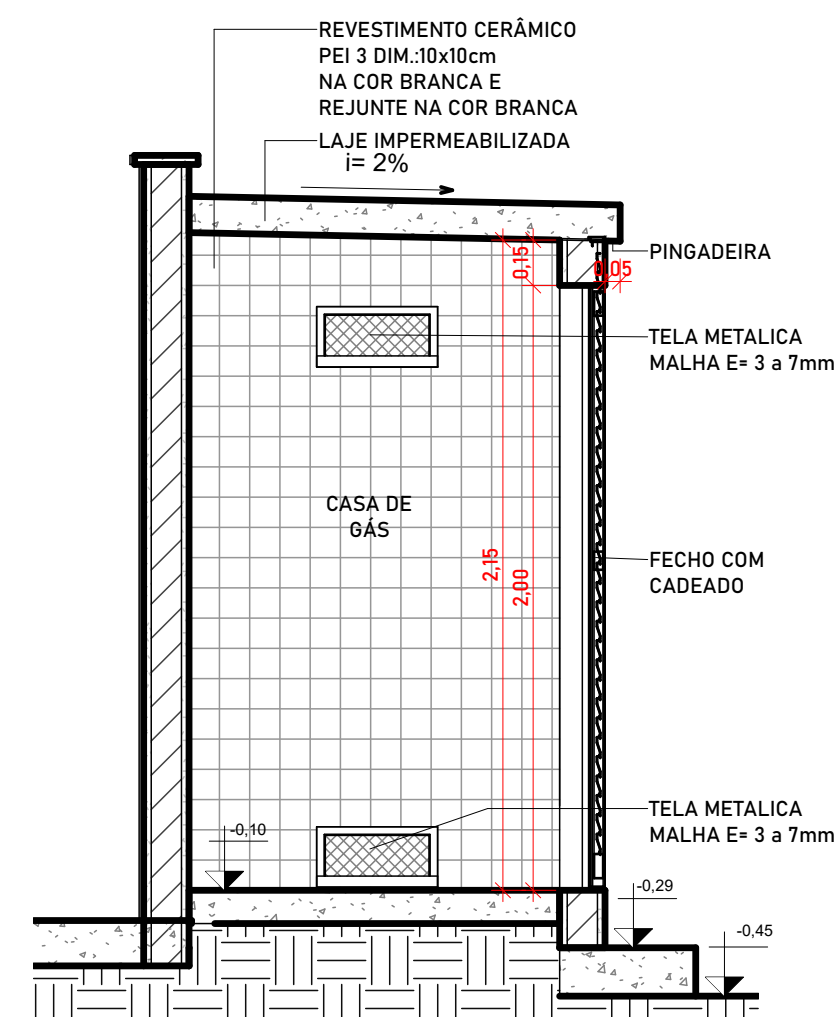 REVESTIMENTO CERÂMICO
PEI 3 DIM.:10x10cm
NA COR BRANCA E
REJUNTE NA COR BRANCA
LAJE IMPERMEABILIZADA
i= 2%
PINGADEIRA
0,15
0,05
TELA METALICA
MALHA E= 3 a 7mm
CASA DE
GÁS
2,15
2,00
FECHO COM
CADEADO
TELA METALICA
MALHA E= 3 a 7mm
-0,10
-0,29
-0,45